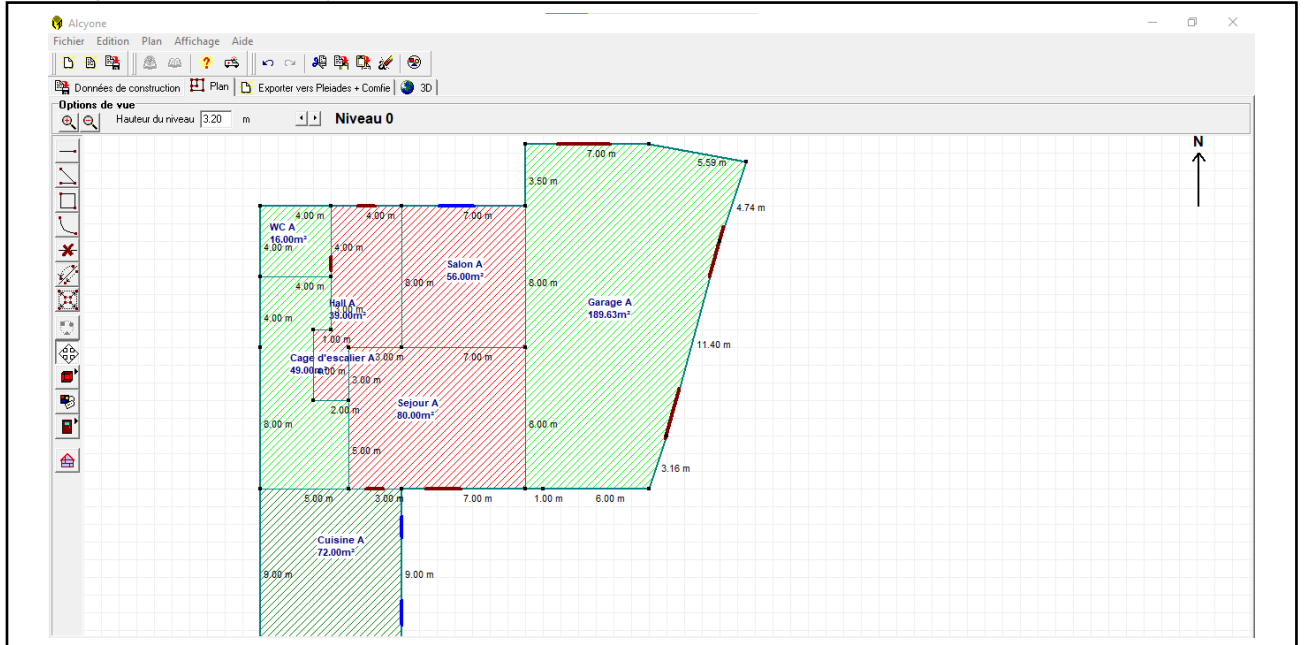 Alcyone
Fichier Edition Plan Affichage Aide
Données de construction Plan Exporter vers Pleiades + Comfie 3D
Options de vue
Hauteur du niveau 3.20 m Niveau 0
N
7.00 m
5.59 m
3.50 m
4.74 m
4.00 m 4.00 m 7.00 m
WC A
16.00m²
4.00 m 4.00 m
Salon A
56.00m²
4.00 m 8.00 m 8.00 m
Hall A
39.00m²
Garage A
189.63m²
4.00 m
1.00 m
11.40 m
Cage d'escalier A 3.00 m 7.00 m
49.00m²
3.00 m
2.00 m
Sejour A
80.00m²
8.00 m 8.00 m
5.00 m
3.16 m
5.00 m 3.00 m 7.00 m 1.00 m 6.00 m
Cuisine A
72.00m²
9.00 m 9.00 m